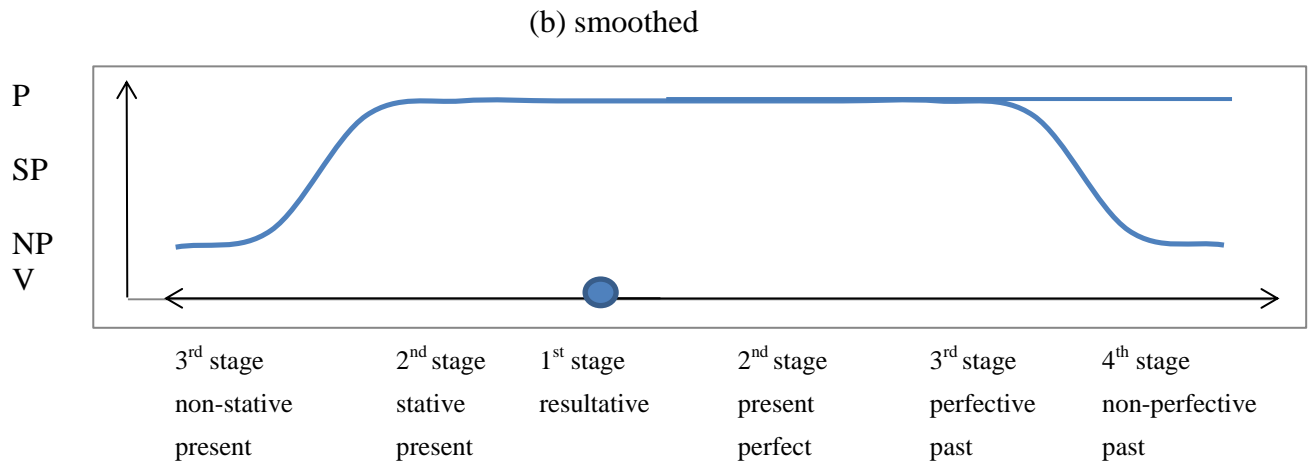 (b) smoothed
P
SP
NP
V
3rd stage 2nd stage 1st stage 2nd stage 3rd stage 4th stage
non-stative stative resultative present perfective non-perfective
present present perfect past past